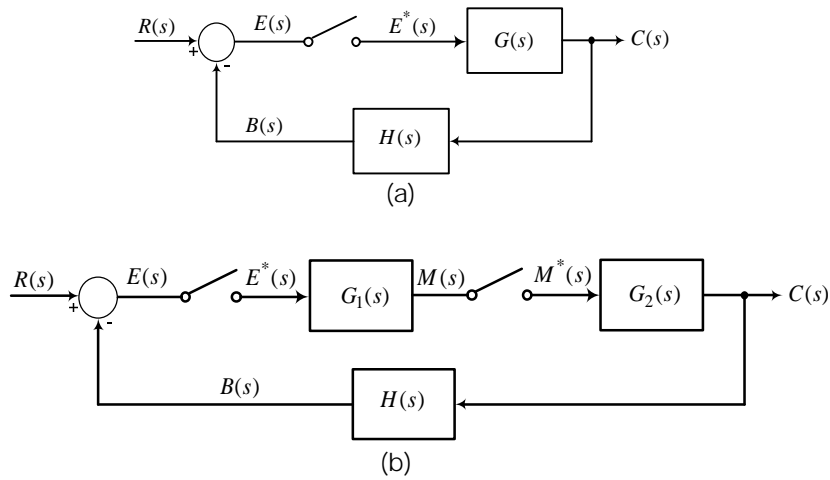 R(s) E(s) E*(s) G(s) C(s)
+
-
B(s) H(s)
(a)
R(s) E(s) E*(s) G₁(s) M(s) M*(s) G₂(s) C(s)
+
-
B(s) H(s)
(b)